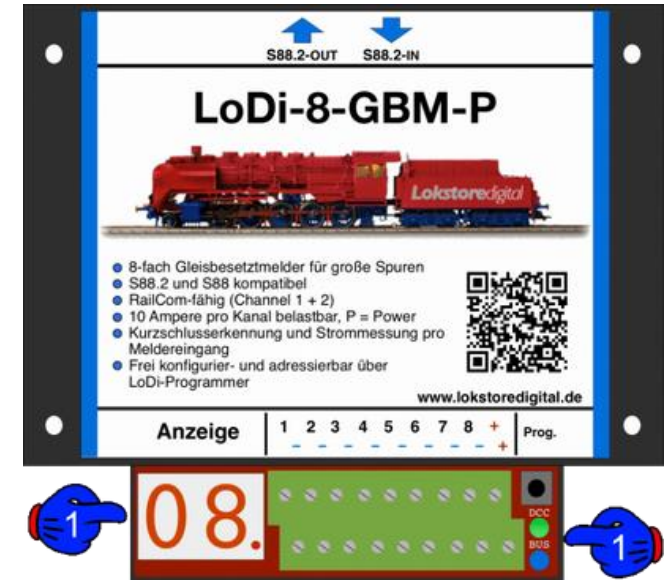 S88.2-OUT S88.2-IN
LoDi-8-GBM-P
Lokstoredigital
8-fach Gleisbesetztmelder für große Spuren
S88.2 und S88 kompatibel
RailCom-fähig (Channel 1 + 2)
10 Ampere pro Kanal belastbar, P = Power
Kurzschlusserkennung und Strommessung pro
Meldereingang
Frei konfigurier- und adressierbar über
LoDi-Programmer
www.lokstoredigital.de
Anzeige 1 2 3 4 5 6 7 8 + Prog.
- - - - - - - - +
08.
DCC
BUS
1 1